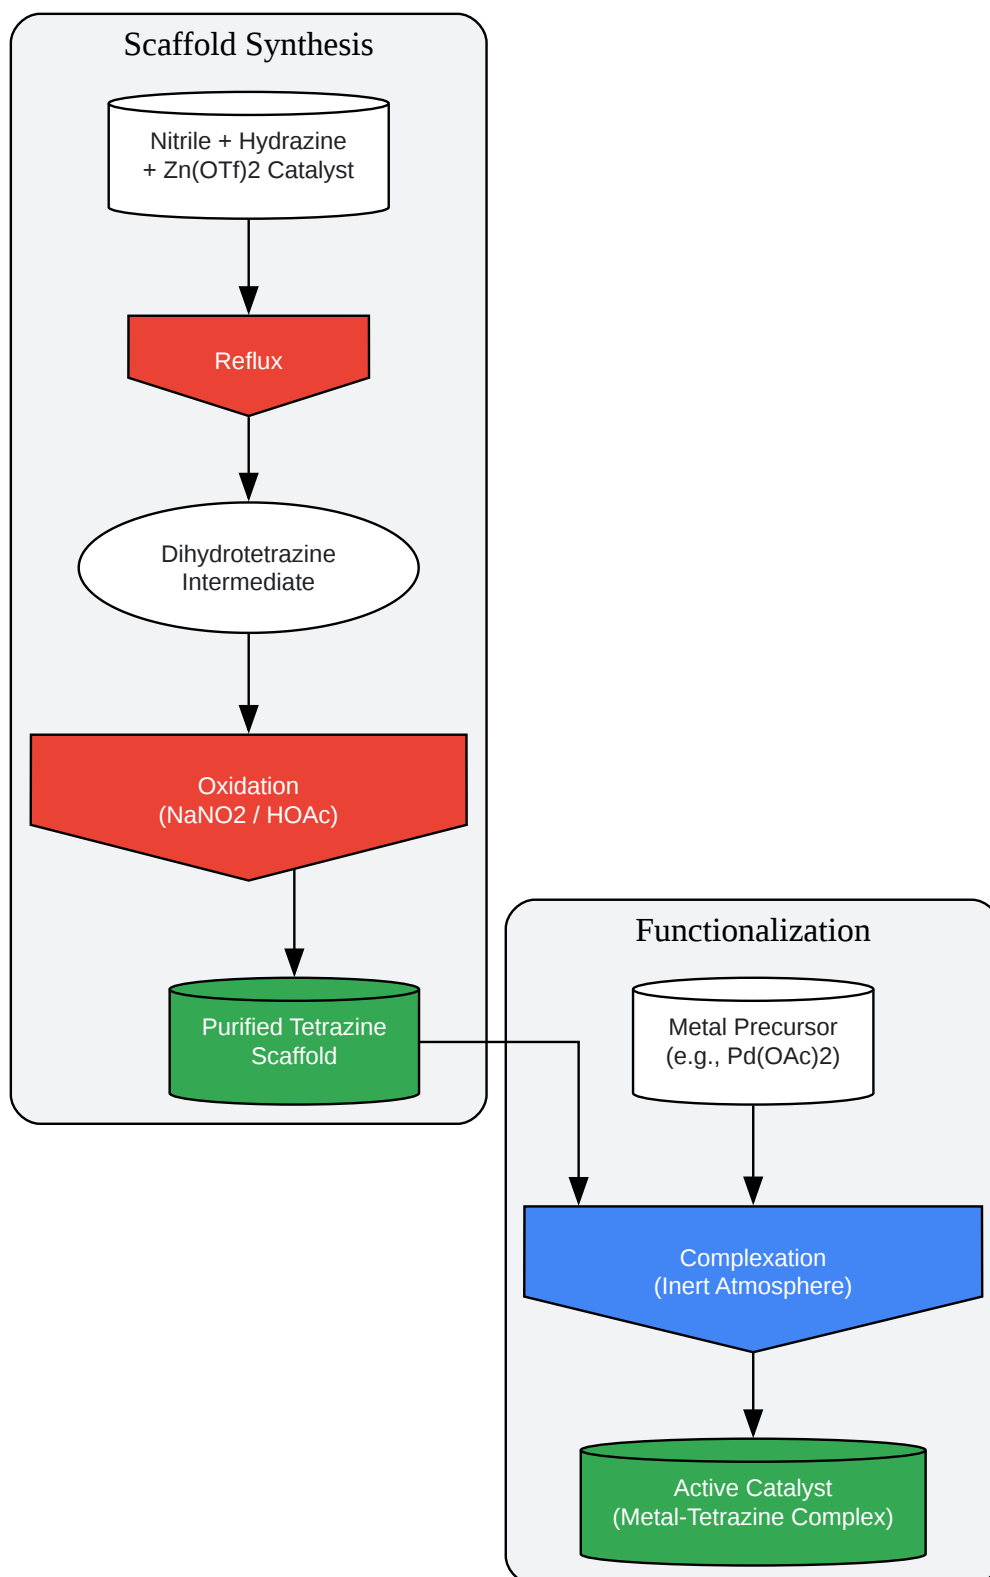 Scaffold Synthesis
Nitrile + Hydrazine
+ Zn(OTf)2 Catalyst
Reflux
Dihydrotetrazine
Intermediate
Oxidation
(NaNO2 / HOAc)
Purified Tetrazine
Scaffold
Functionalization
Metal Precursor
(e.g., Pd(OAc)2)
Complexation
(Inert Atmosphere)
Active Catalyst
(Metal-Tetrazine Complex)